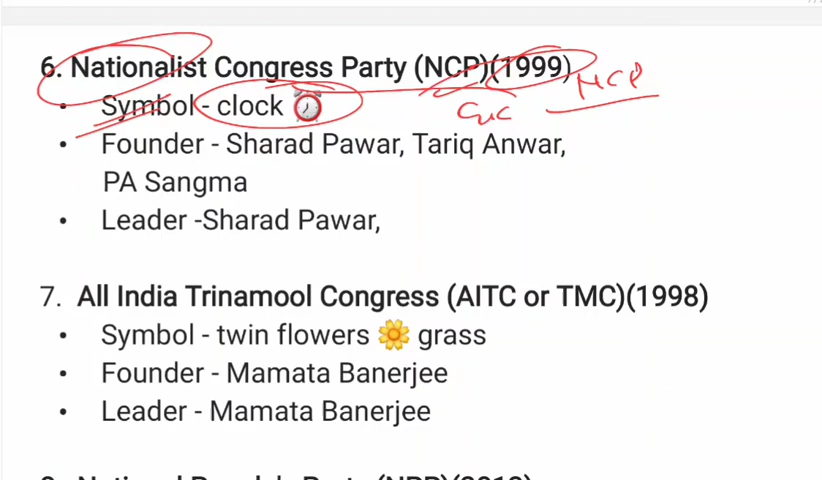 6. Nationalist Congress Party (NCP)(1999)
NCP
• Symbol - clock ⏰
• Founder - Sharad Pawar, Tariq Anwar,
PA Sangma
• Leader -Sharad Pawar,
7. All India Trinamool Congress (AITC or TMC)(1998)
• Symbol - twin flowers 🌼 grass
• Founder - Mamata Banerjee
• Leader - Mamata Banerjee